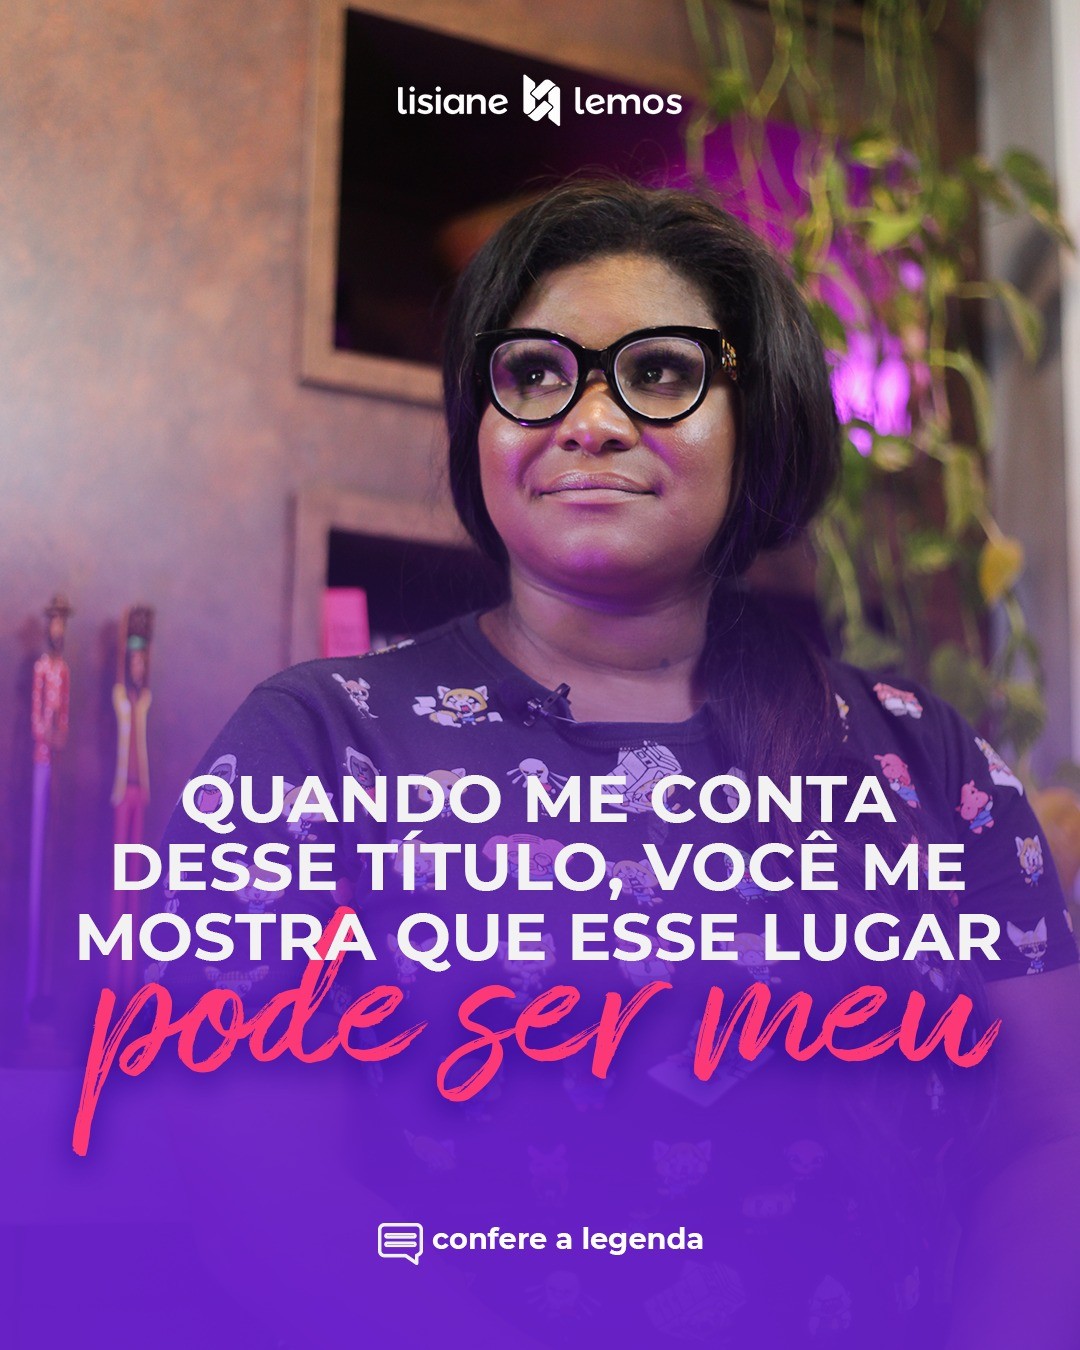 lisiane lemos
QUANDO ME CONTA
DESSE TÍTULO, VOCÊ ME
MOSTRA QUE ESSE LUGAR
pode ser meu
confere a legenda